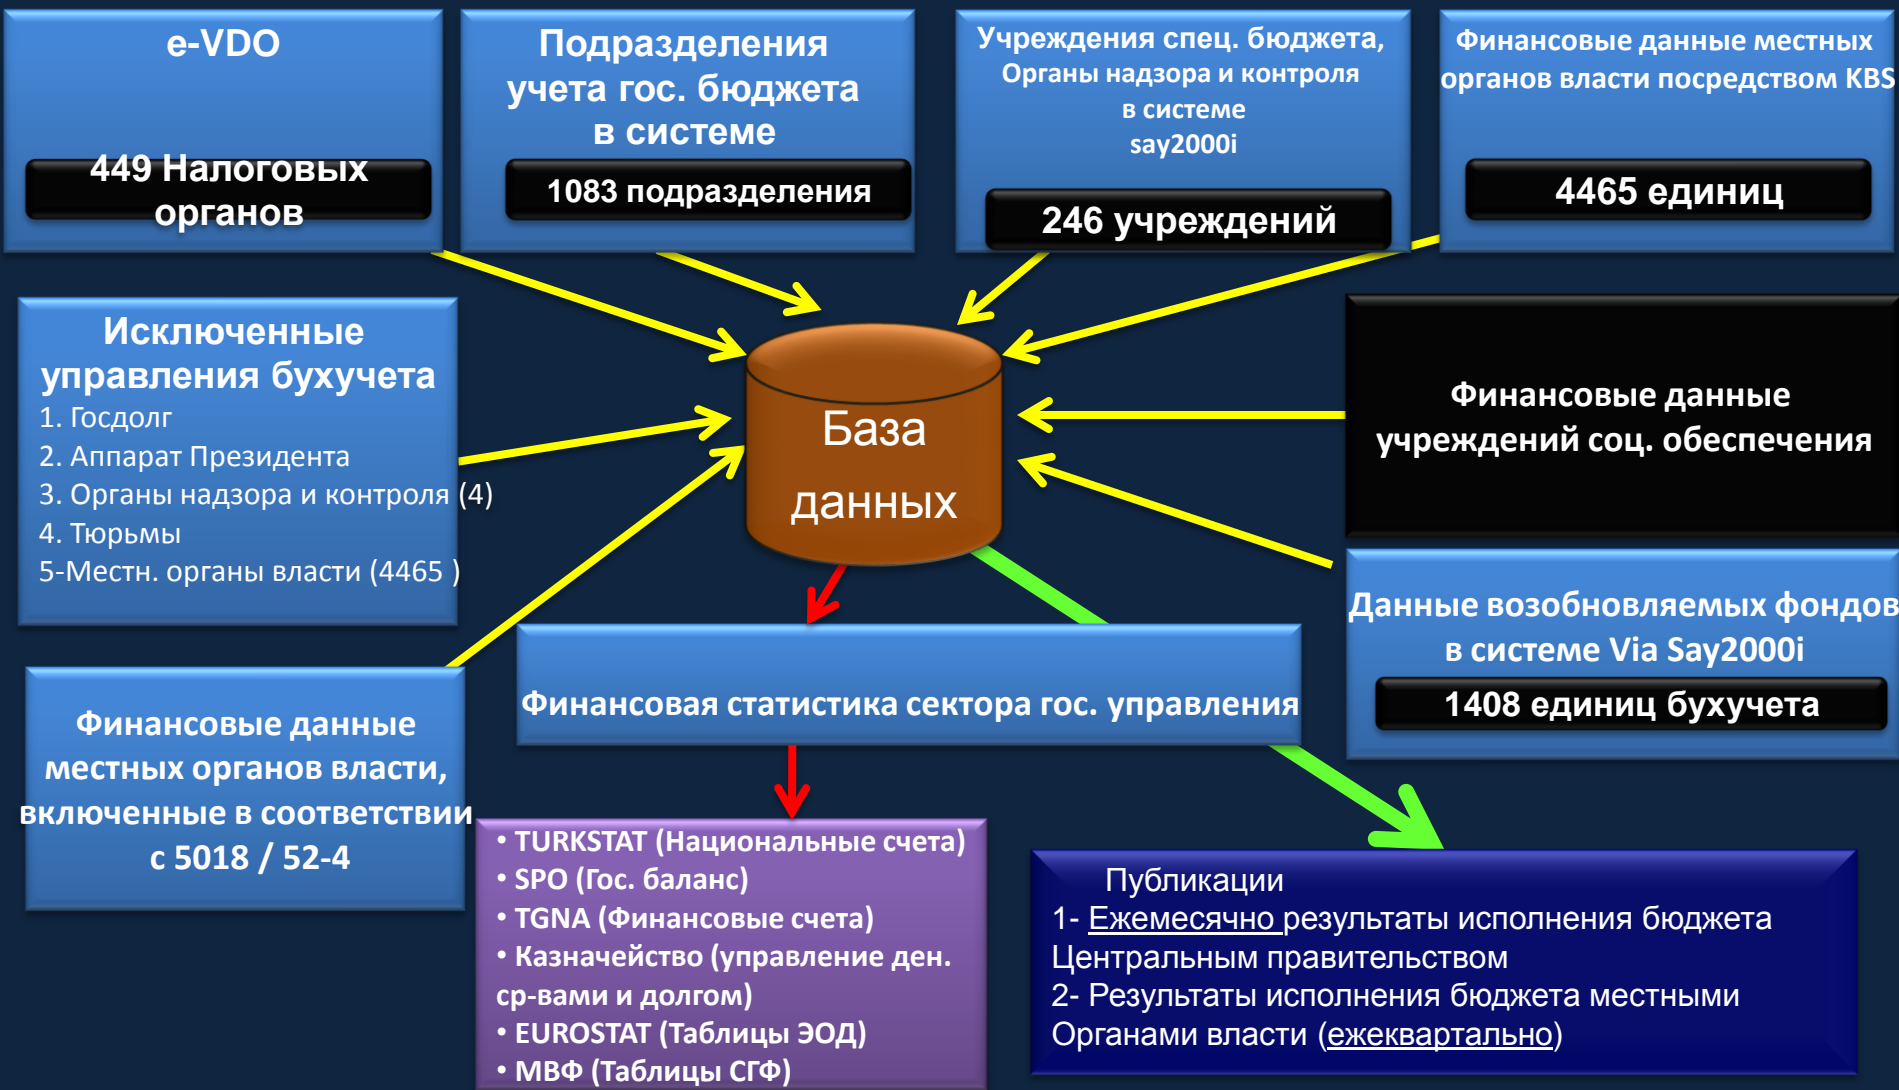 e-VDO
449 Налоговых
органов
Подразделения
учета гос. бюджета
в системе
1083 подразделения
Учреждения спец. бюджета,
Органы надзора и контроля
в системе
say2000i
246 учреждений
Финансовые данные местных
органов власти посредством KBS
4465 единиц
Исключенные
управления бухучета
1. Госдолг
2. Аппарат Президента
3. Органы надзора и контроля (4)
4. Тюрьмы
5-Местн. органы власти (4465 )
База
данных
Финансовые данные
учреждений соц. обеспечения
Данные возобновляемых фондов
в системе Via Say2000i
1408 единиц бухучета
Финансовая статистика сектора гос. управления
Финансовые данные
местных органов власти,
включенные в соответствии
с 5018 / 52-4
• TURKSTAT (Национальные счета)
• SPO (Гос. баланс)
• TGNA (Финансовые счета)
• Казначейство (управление ден.
ср-вами и долгом)
• EUROSTAT (Таблицы ЭОД)
• МВФ (Таблицы СГФ)
Публикации
1- Ежемесячно результаты исполнения бюджета
Центральным правительством
2- Результаты исполнения бюджета местными
Органами власти (ежеквартально)